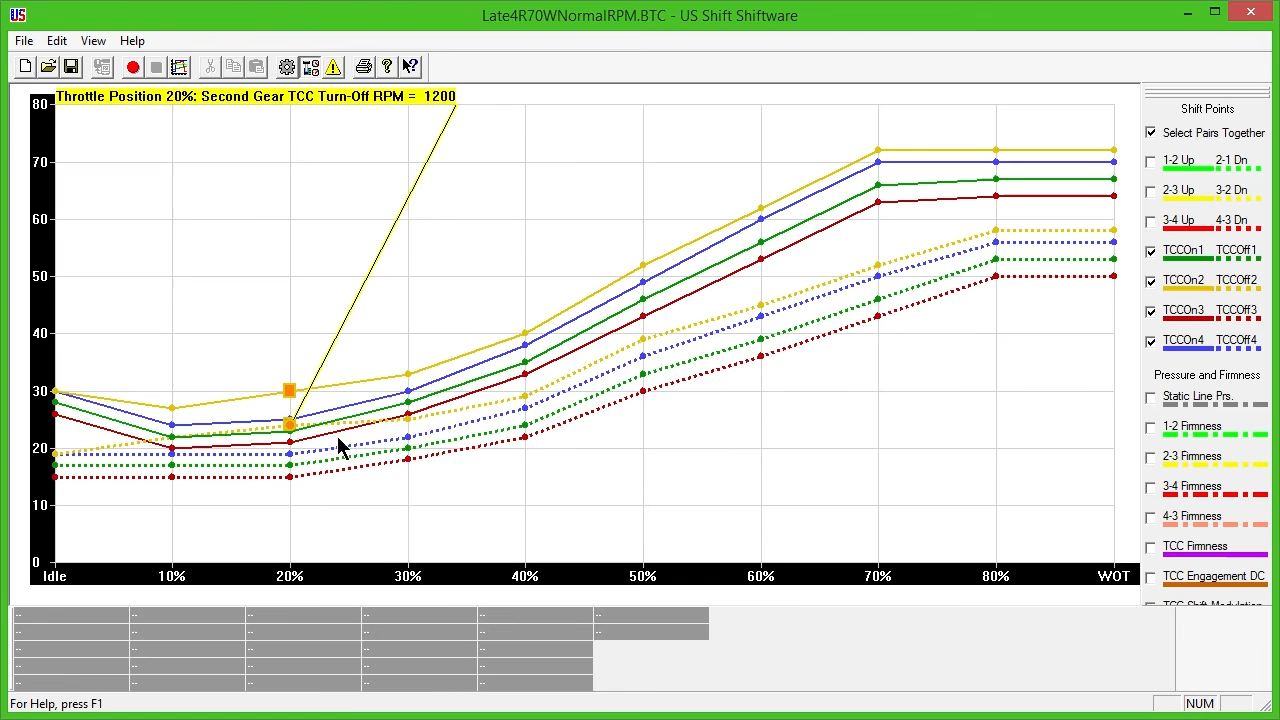 US
Late4R70WNormalRPM.BTC - US Shift Shiftware
File Edit View Help
Throttle Position 20%: Second Gear TCC Turn-Off RPM = 1200
80
70
60
50
40
30
20
10
0
Idle 10% 20% 30% 40% 50% 60% 70% 80% WOT
Shift Points
Select Pairs Together
1-2 Up 2-1 Dn
2-3 Up 3-2 Dn
3-4 Up 4-3 Dn
TCCOn1 TCCOff1
TCCOn2 TCCOff2
TCCOn3 TCCOff3
TCCOn4 TCCOff4
Pressure and Firmness
Static Line Prs.
1-2 Firmness
2-3 Firmness
3-4 Firmness
4-3 Firmness
TCC Firmness
TCC Engagement DC
TCC Shift Modulation
-- -- -- -- -- --
-- -- -- -- -- --
-- -- -- -- --
-- -- -- -- --
-- -- -- -- --
For Help, press F1
NUM